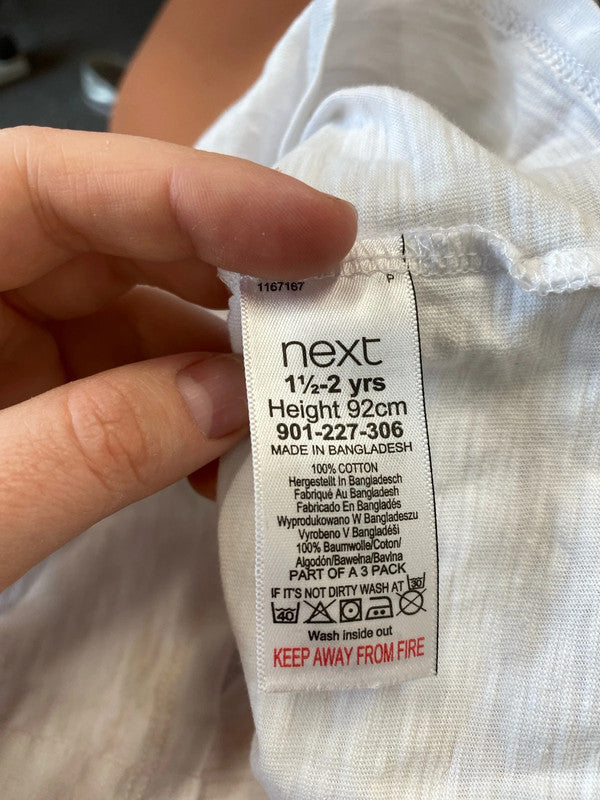 1167167 P
next
1½-2 yrs
Height 92cm
901-227-306
MADE IN BANGLADESH
100% COTTON
Hergestellt In Bangladesch
Fabriqué Au Bangladesh
Fabricado En Bangladés
Wyprodukowano W Bangladeszu
Vyrobeno V Bangladéši
100% Baumwolle/Coton/
Algodón/Bawełna/Bavlna
PART OF A 3 PACK
IF IT'S NOT DIRTY WASH AT 30°
40°
Wash inside out
KEEP AWAY FROM FIRE